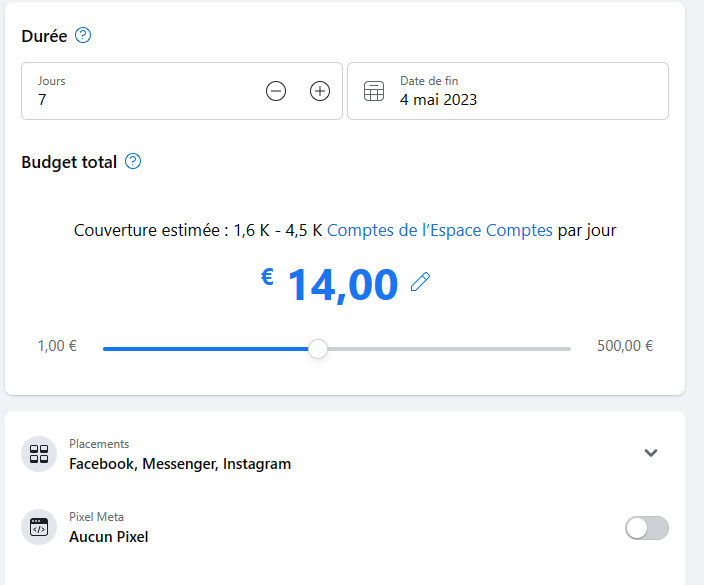 Durée
Jours
7
Date de fin
4 mai 2023
Budget total
Couverture estimée : 1,6 K - 4,5 K Comptes de l’Espace Comptes par jour
€ 14,00
1,00 €
500,00 €
Placements
Facebook, Messenger, Instagram
Pixel Meta
Aucun Pixel